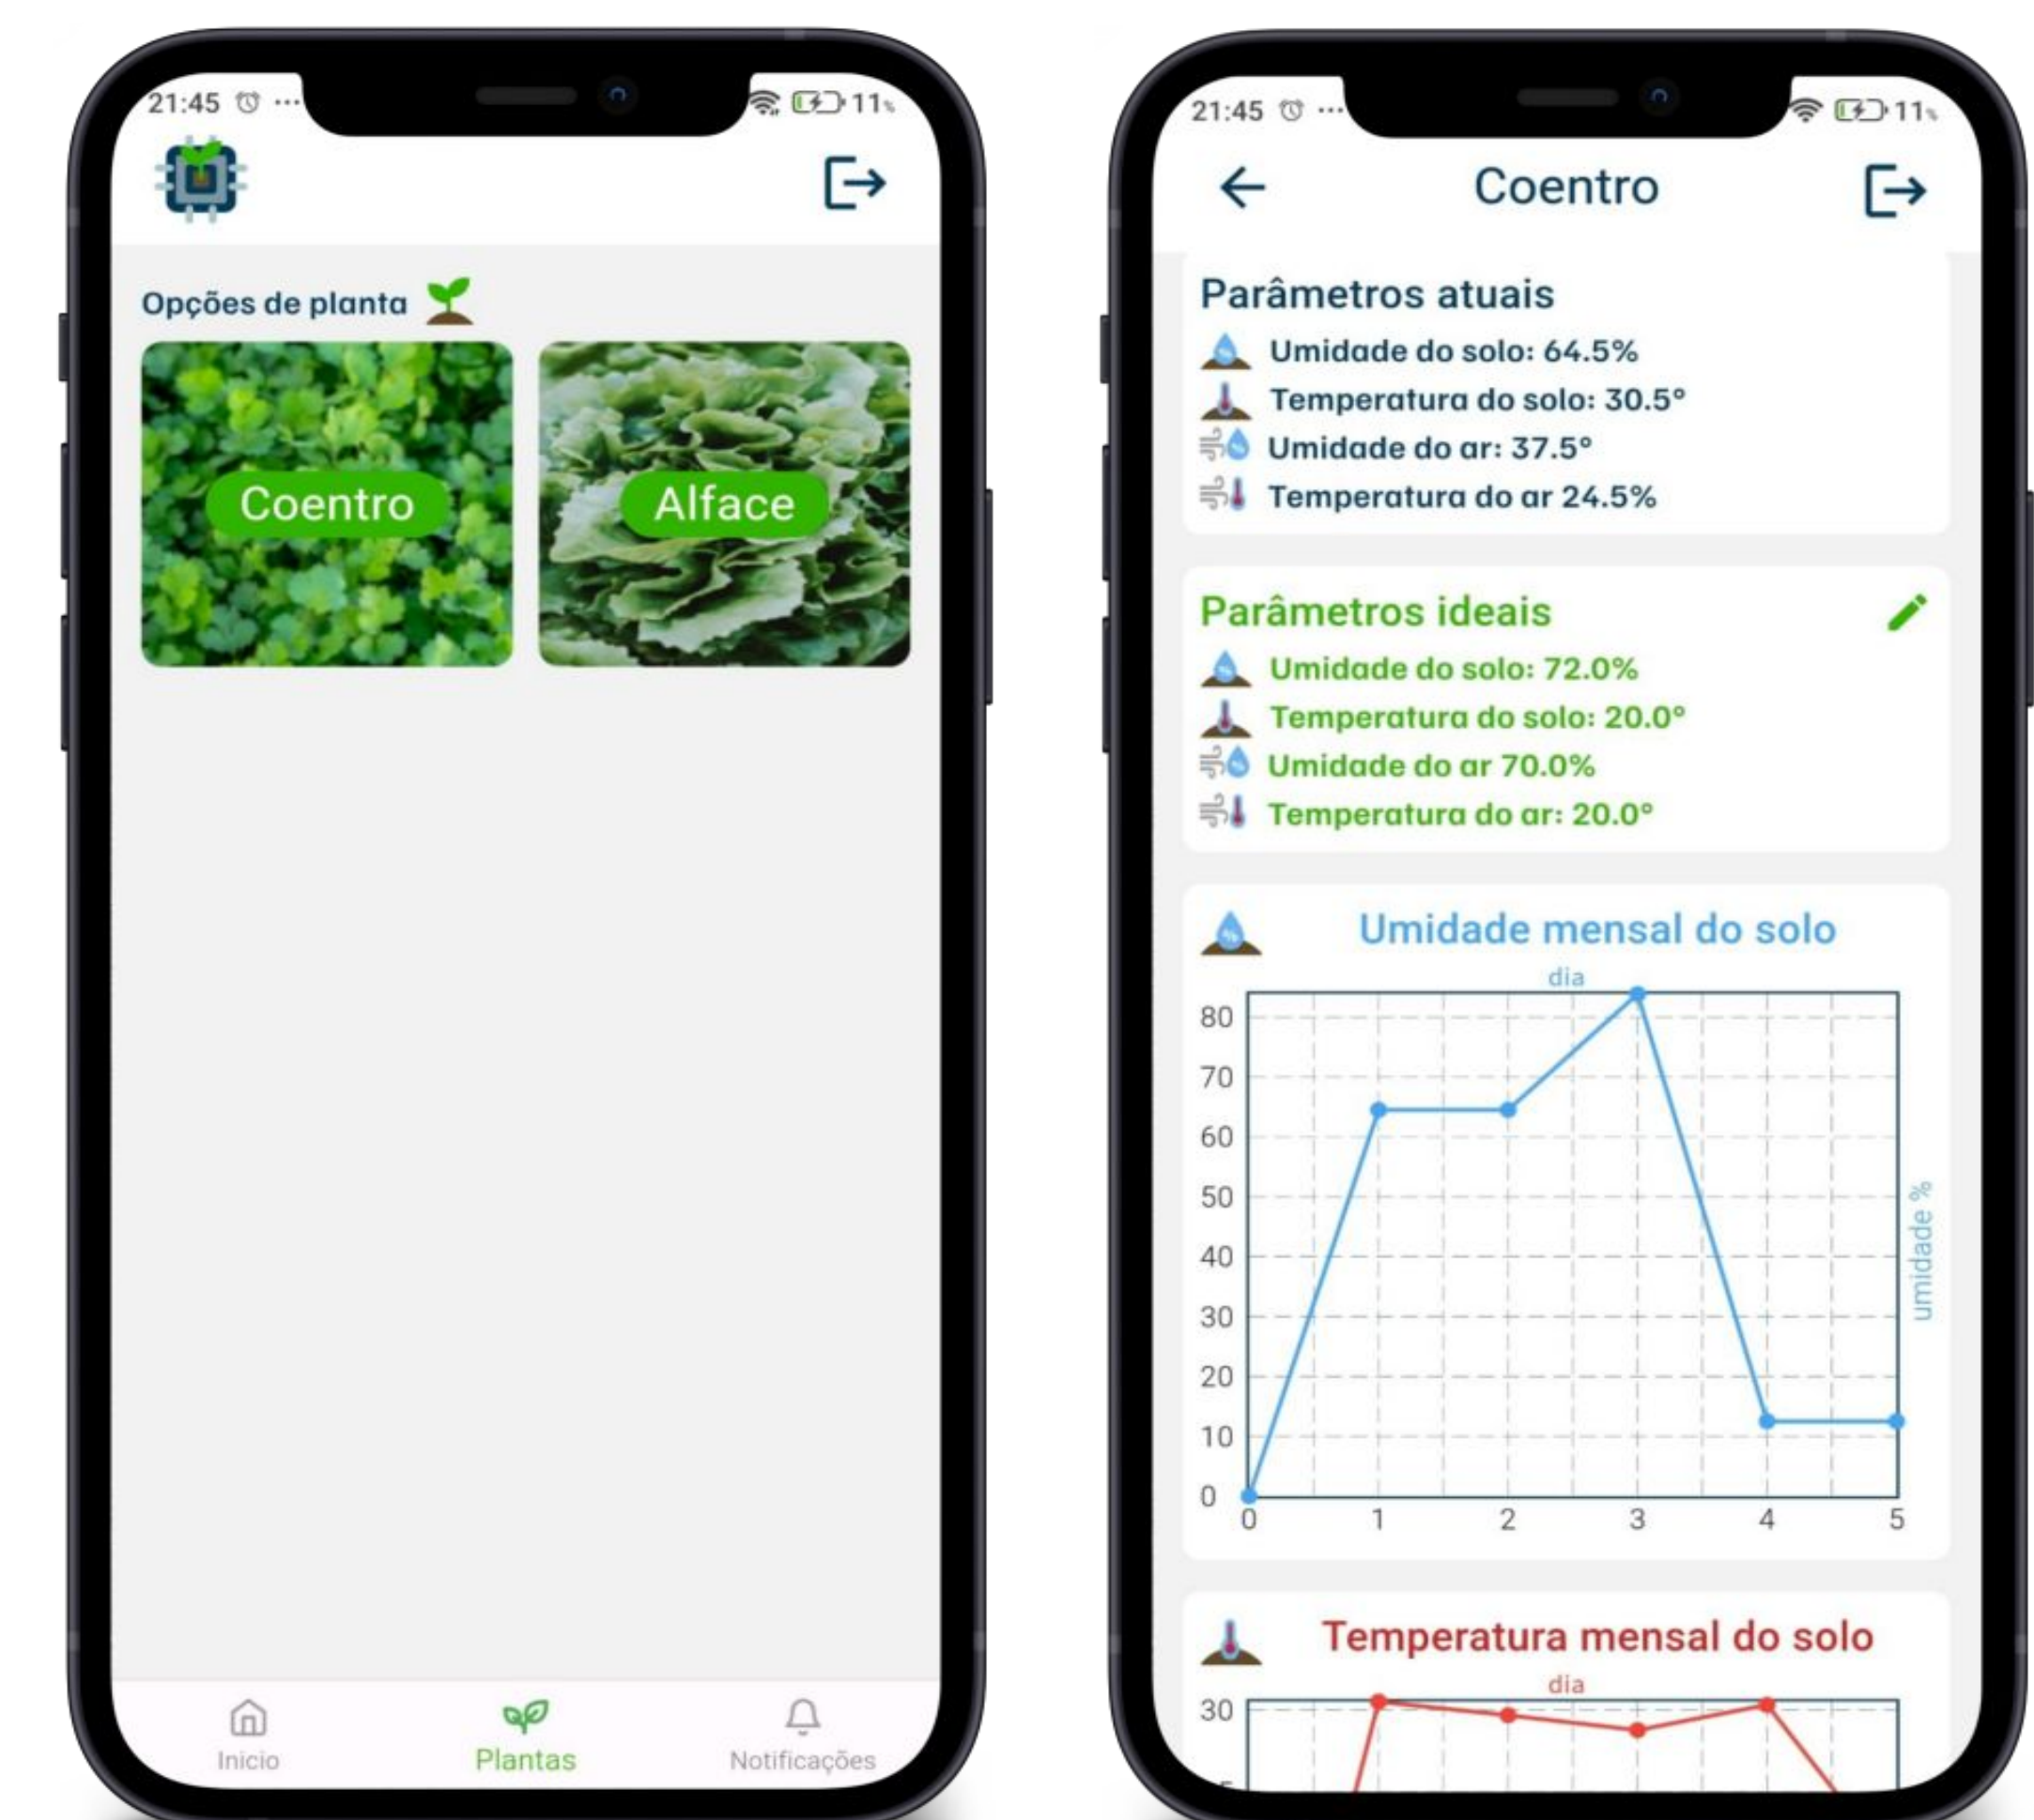 21:45
11%
Opções de planta
Coentro
Alface
Inicio
Plantas
Notificações
21:45
11%
Coentro
Parâmetros atuais
Umidade do solo: 64.5%
Temperatura do solo: 30.5°
Umidade do ar: 37.5°
Temperatura do ar 24.5%
Parâmetros ideais
Umidade do solo: 72.0%
Temperatura do solo: 20.0°
Umidade do ar 70.0%
Temperatura do ar: 20.0°
Umidade mensal do solo
dia
80
70
60
50
40
30
20
10
0
0 1 2 3 4 5
umidade %
Temperatura mensal do solo
dia
30